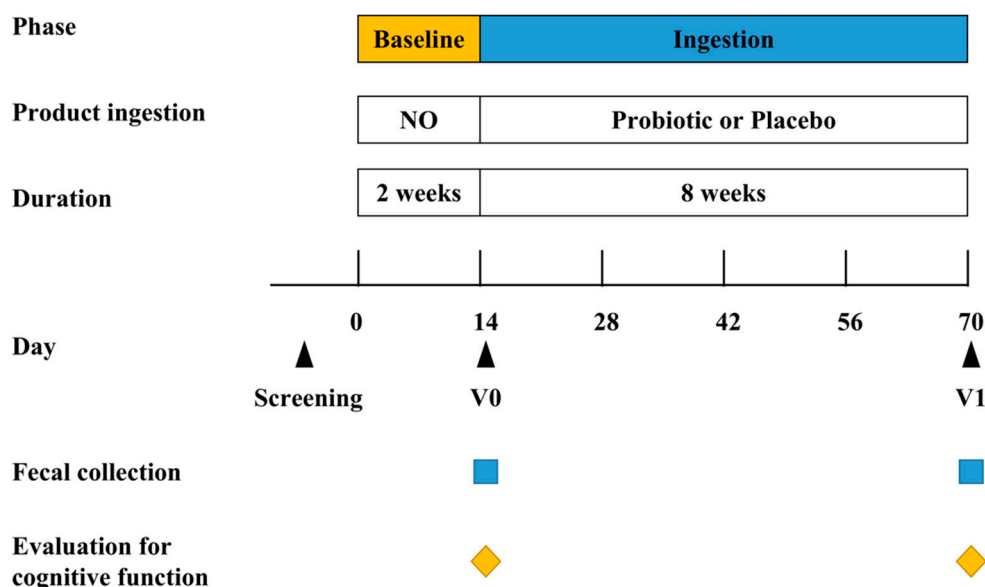 Phase
Baseline
Ingestion
Product ingestion
NO
Probiotic or Placebo
Duration
2 weeks
8 weeks
0 14 28 42 56 70
Day
Screening V0 V1
Fecal collection
Evaluation for
cognitive function